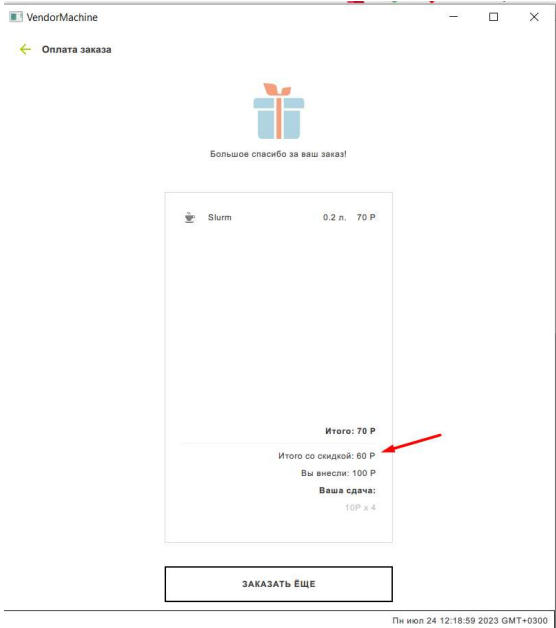 VendorMachine
Оплата заказа
Большое спасибо за ваш заказ!
Slurm 0.2 л. 70 Р
Итого: 70 Р
Итого со скидкой: 60 Р
Вы внесли: 100 Р
Ваша сдача:
10Р x 4
ЗАКАЗАТЬ ЁЩЕ
Пн июл 24 12:18:59 2023 GMT+0300